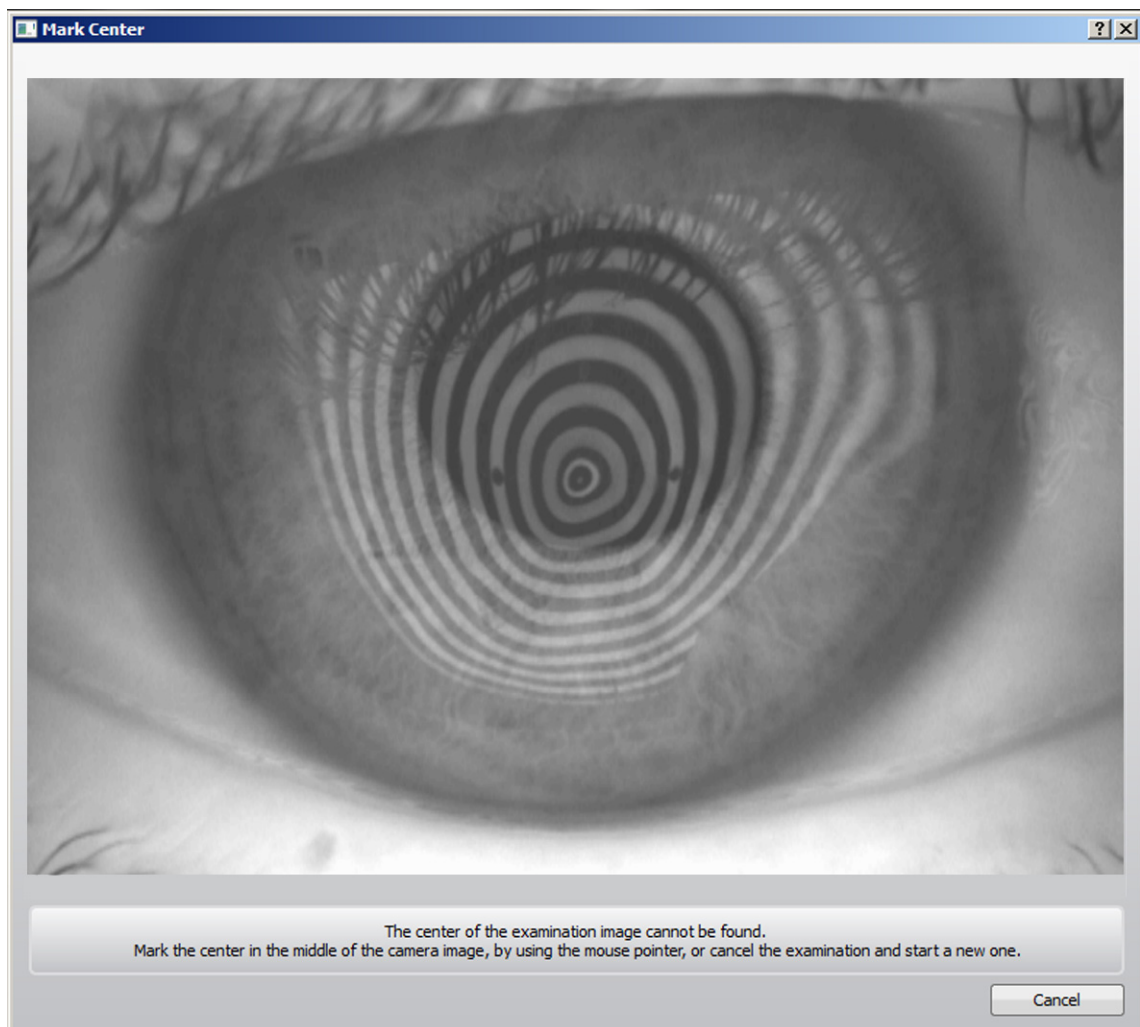 Mark Center
The center of the examination image cannot be found.
Mark the center in the middle of the camera image, by using the mouse pointer, or cancel the examination and start a new one.
Cancel